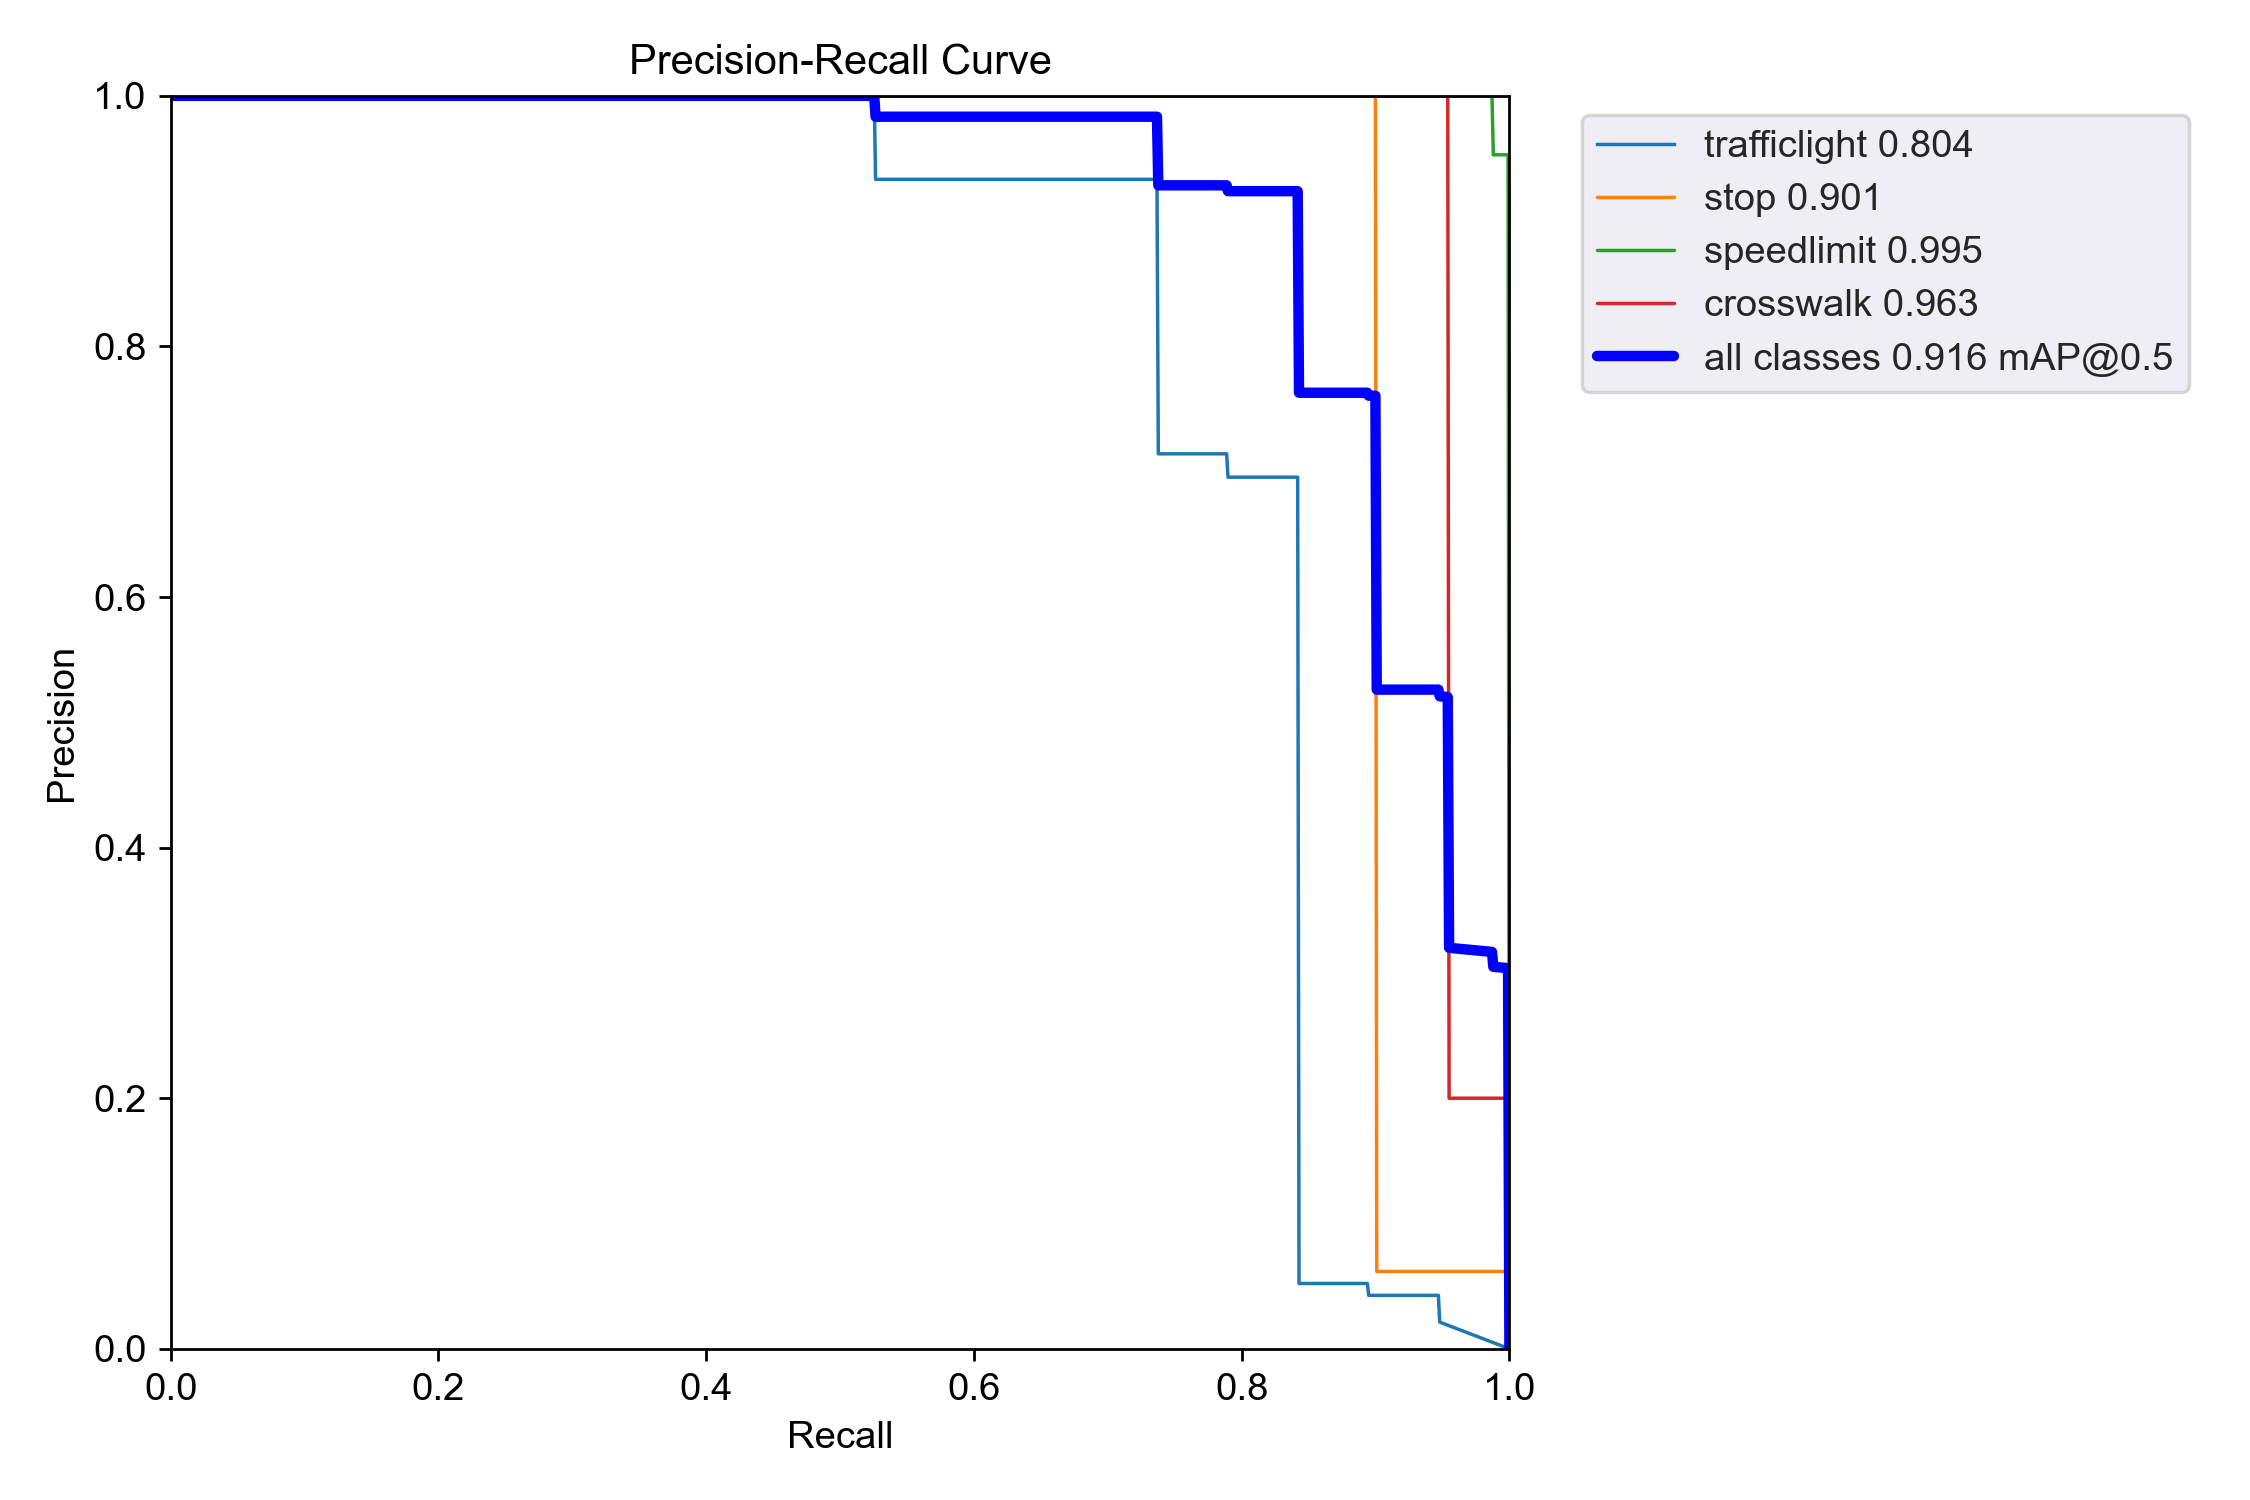 Precision-Recall Curve
1.0
0.8
0.6
0.4
0.2
0.0
Precision
0.0 0.2 0.4 0.6 0.8 1.0
Recall
trafficlight 0.804
stop 0.901
speedlimit 0.995
crosswalk 0.963
all classes 0.916 mAP@0.5